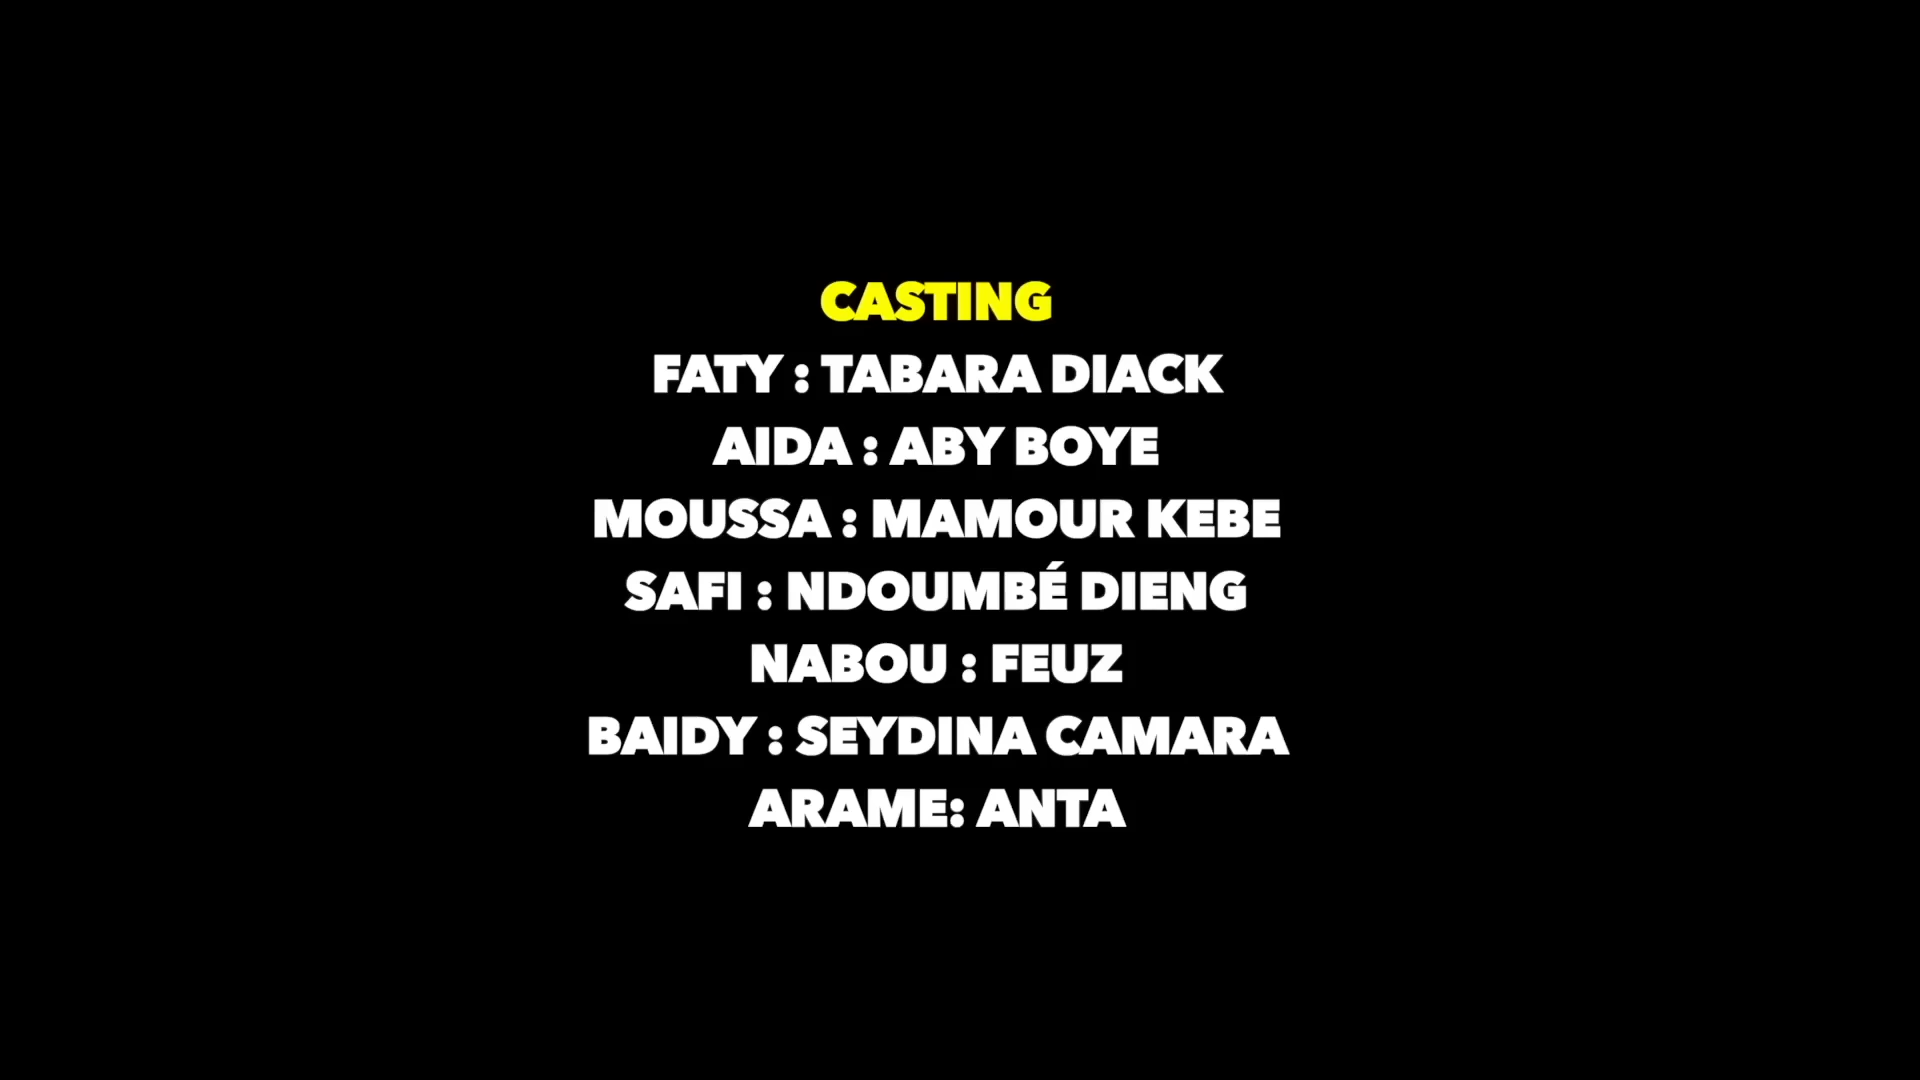 CASTING
FATY : TABARA DIACK
AIDA : ABY BOYE
MOUSSA : MAMOUR KEBE
SAFI : NDOUMBÉ DIENG
NABOU : FEUZ
BAIDY : SEYDINA CAMARA
ARAME: ANTA